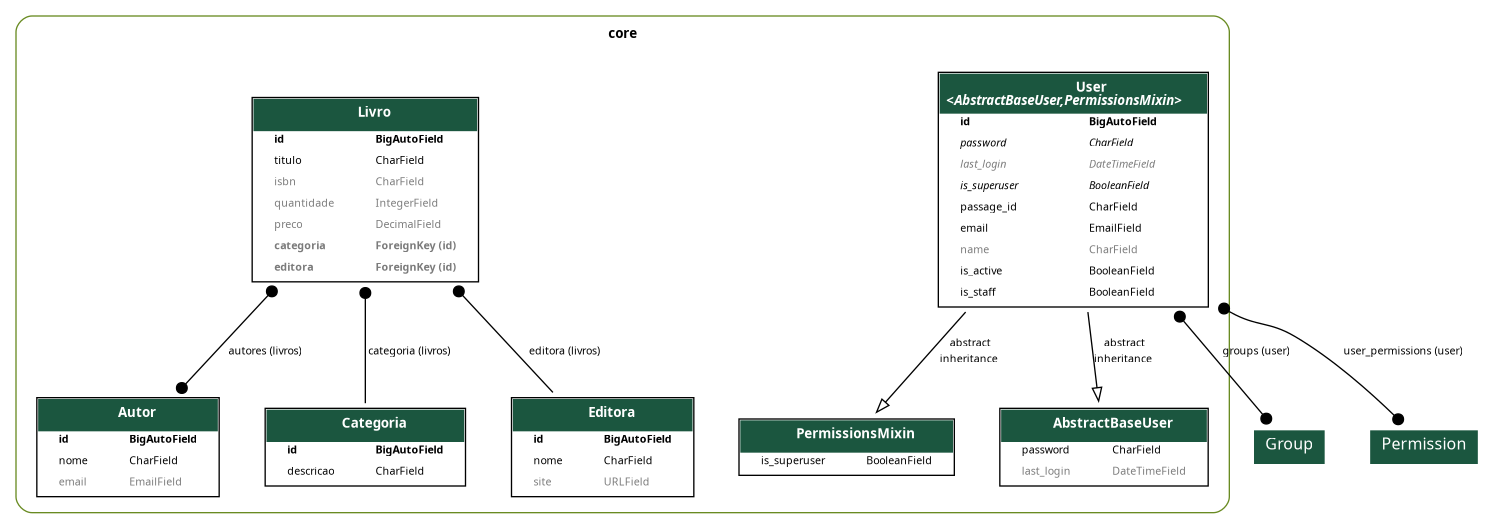 core
Livro
id BigAutoField
titulo CharField
isbn CharField
quantidade IntegerField
preco DecimalField
categoria ForeignKey (id)
editora ForeignKey (id)
User
<AbstractBaseUser,PermissionsMixin>
id BigAutoField
password CharField
last_login DateTimeField
is_superuser BooleanField
passage_id CharField
email EmailField
name CharField
is_active BooleanField
is_staff BooleanField
autores (livros)
categoria (livros)
editora (livros)
abstract
inheritance
abstract
inheritance
groups (user)
user_permissions (user)
Autor
id BigAutoField
nome CharField
email EmailField
Categoria
id BigAutoField
descricao CharField
Editora
id BigAutoField
nome CharField
site URLField
PermissionsMixin
is_superuser BooleanField
AbstractBaseUser
password CharField
last_login DateTimeField
Group
Permission